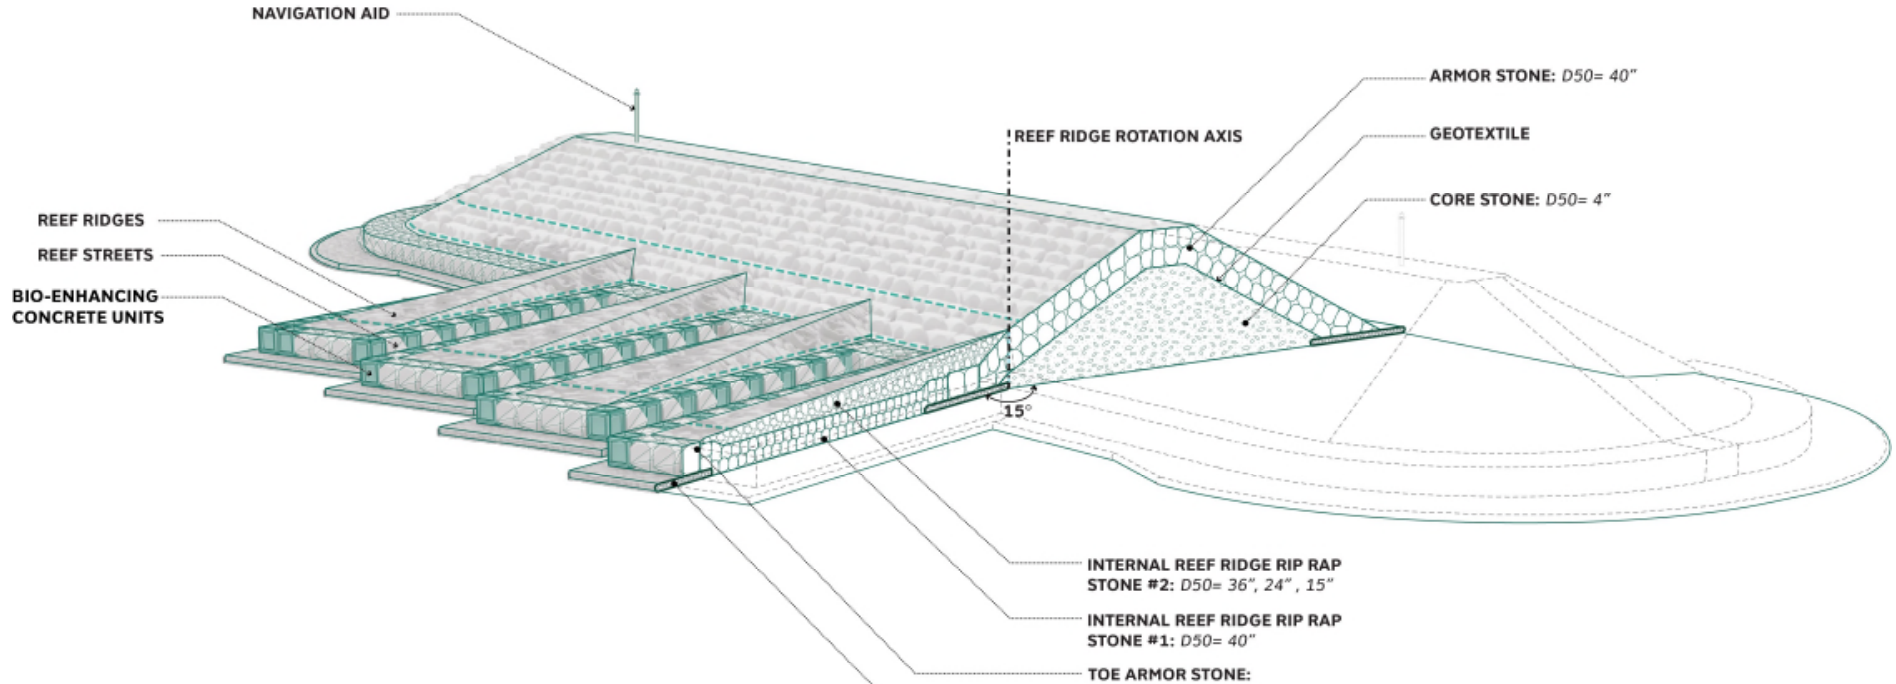 NAVIGATION AID
ARMOR STONE: D50= 40"
REEF RIDGE ROTATION AXIS
GEOTEXTILE
CORE STONE: D50= 4"
REEF RIDGES
REEF STREETS
BIO-ENHANCING
CONCRETE UNITS
15°
INTERNAL REEF RIDGE RIP RAP
STONE #2: D50= 36", 24" , 15"
INTERNAL REEF RIDGE RIP RAP
STONE #1: D50= 40"
TOE ARMOR STONE: